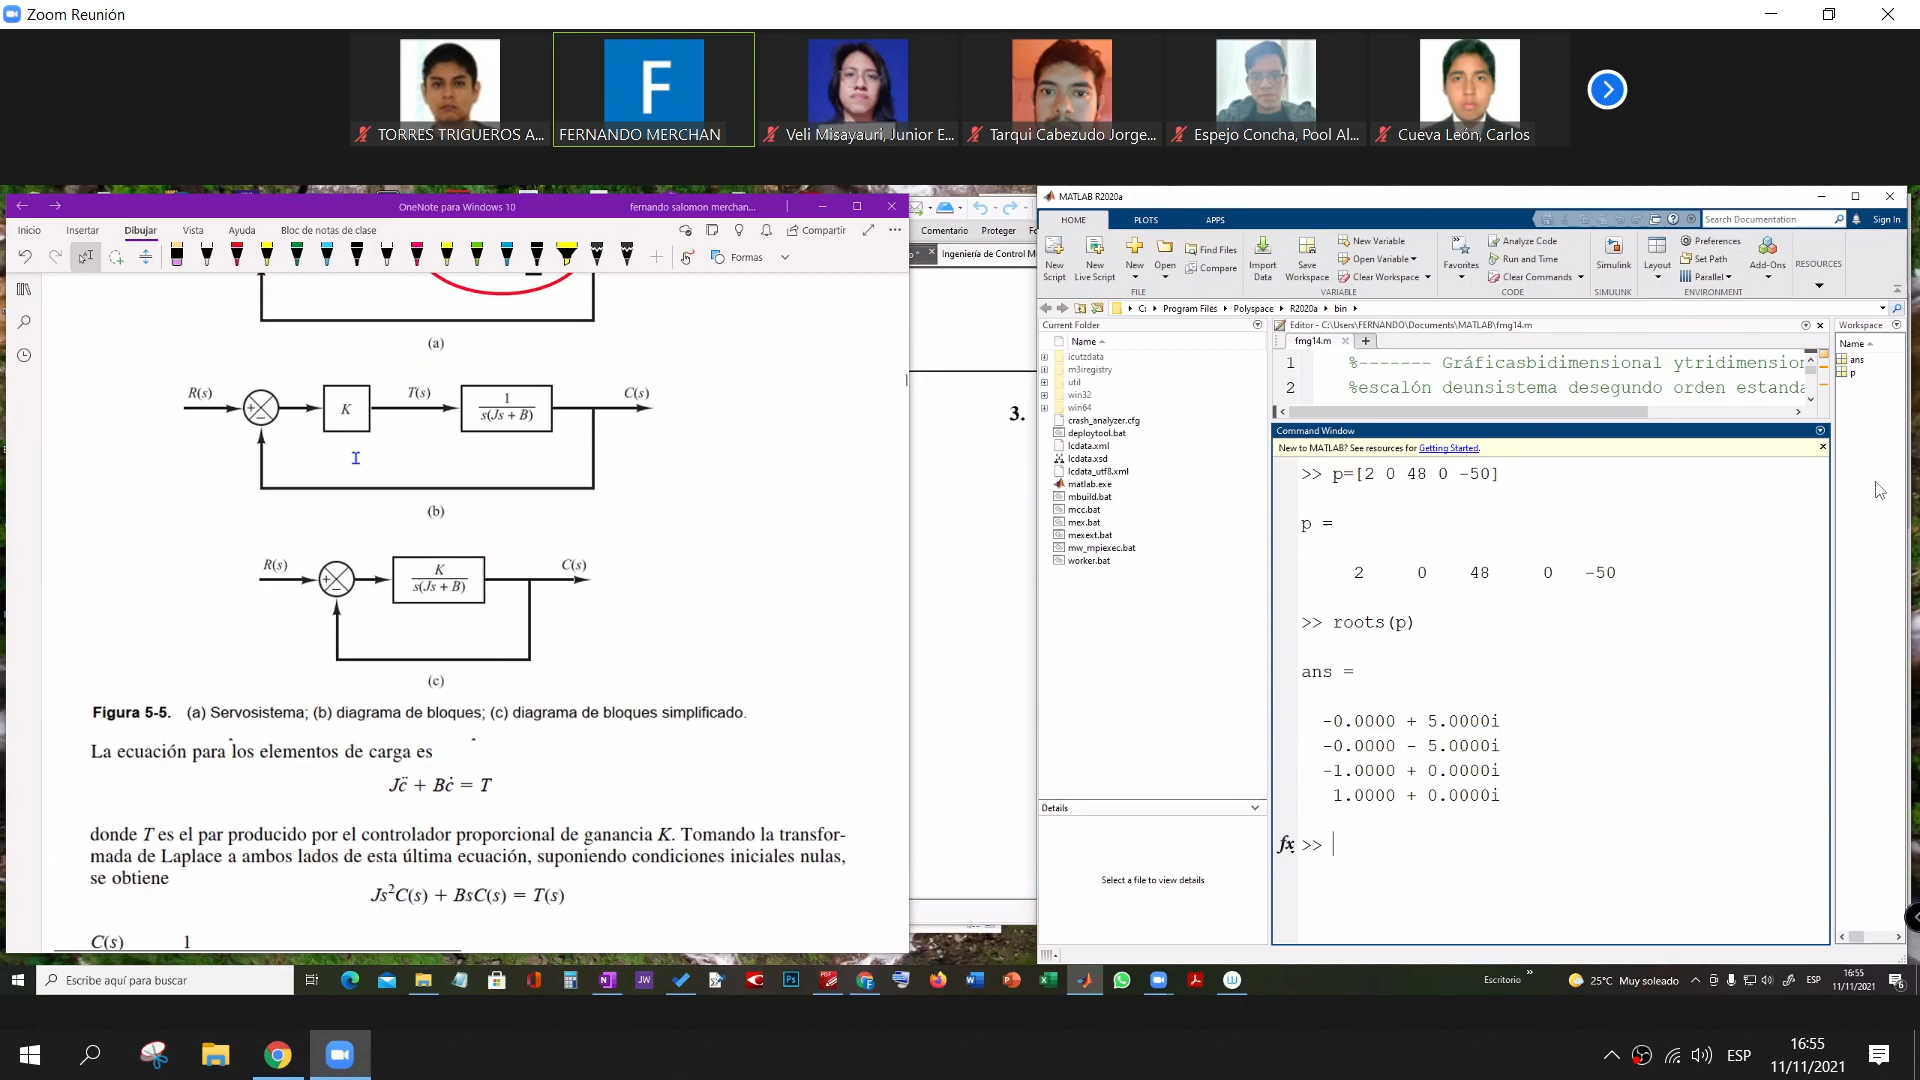 Zoom Reunión
F
TORRES TRIGUEROS A...
FERNANDO MERCHAN
Veli Misayauri, Junior E...
Tarqui Cabezudo Jorge...
Espejo Concha, Pool Al...
Cueva León, Carlos
OneNote para Windows 10
fernando salomon merchan...
Inicio Insertar Dibujar Vista Ayuda Bloc de notas de clase
Compartir
Formas
(a)
R(s) K T(s) 1 C(s)
s(Js + B)
(b)
R(s) K C(s)
s(Js + B)
(c)
Figura 5-5. (a) Servosistema; (b) diagrama de bloques; (c) diagrama de bloques simplificado.
La ecuación para los elementos de carga es
Jc̈ + Bċ = T
donde T es el par producido por el controlador proporcional de ganancia K. Tomando la transfor-
mada de Laplace a ambos lados de esta última ecuación, suponiendo condiciones iniciales nulas,
se obtiene
Js²C(s) + BsC(s) = T(s)
C(s) 1
Comentario Proteger
Ingeniería de Control M
3.
MATLAB R2020a
HOME PLOTS APPS
Search Documentation
Sign In
New Script
New Live Script
New
Open
Find Files
Compare
Import Data
Save Workspace
New Variable
Open Variable
Clear Workspace
Favorites
Analyze Code
Run and Time
Clear Commands
Simulink
Layout
Preferences
Set Path
Parallel
Add-Ons
RESOURCES
FILE VARIABLE CODE SIMULINK ENVIRONMENT
C: Program Files Polyspace R2020a bin
Current Folder
Name
icutzdata
m3iregistry
util
win32
win64
crash_analyzer.cfg
deploytool.bat
lcdata.xml
lcdata.xsd
lcdata_utf8.xml
matlab.exe
mbuild.bat
mcc.bat
mex.bat
mexext.bat
mw_mpiexec.bat
worker.bat
Details
Select a file to view details
Editor - C:\Users\FERNANDO\Documents\MATLAB\fmg14.m
fmg14.m
1 %------- Gráficasbidimensional ytridimension
2 %escalón deunsistema desegundo orden estanda
Command Window
New to MATLAB? See resources for Getting Started.
>> p=[2 0 48 0 -50]
p =
2 0 48 0 -50
>> roots(p)
ans =
-0.0000 + 5.0000i
-0.0000 - 5.0000i
-1.0000 + 0.0000i
1.0000 + 0.0000i
fx >>
Workspace
Name
ans
p
Escribe aquí para buscar
Escritorio
25°C Muy soleado
ESP
16:55
11/11/2021
ESP
16:55
11/11/2021